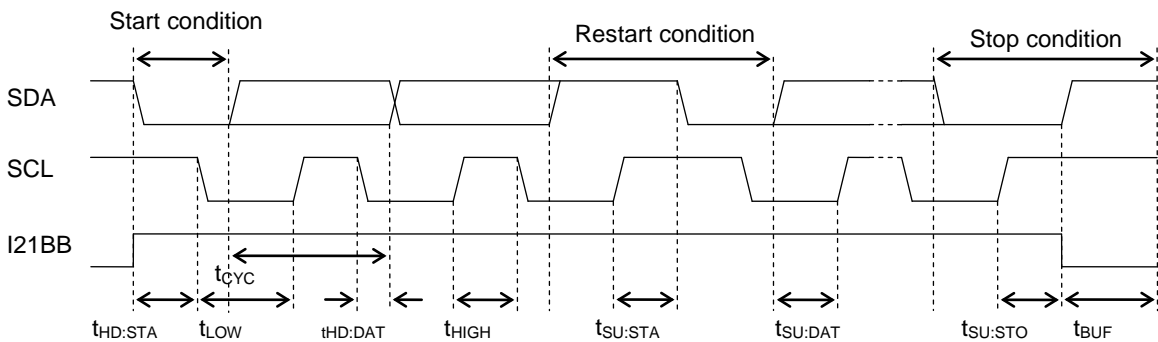 Start condition
Restart condition
Stop condition
SDA
SCL
I21BB
tCYC
tHD:STA
tLOW
tHD:DAT
tHIGH
tSU:STA
tSU:DAT
tSU:STO
tBUF